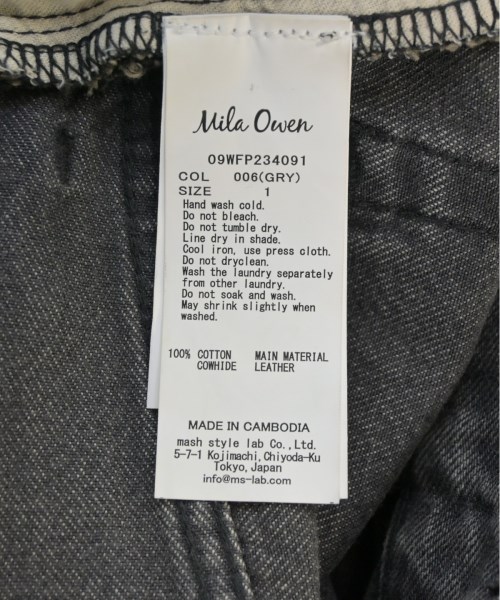 Mila Owen
09WFP234091
COL 006(GRY)
SIZE 1
Hand wash cold.
Do not bleach.
Do not tumble dry.
Line dry in shade.
Cool iron, use press cloth.
Do not dryclean.
Wash the laundry separately
from other laundry.
Do not soak and wash.
May shrink slightly when
washed.
100% COTTON MAIN MATERIAL
COWHIDE LEATHER
MADE IN CAMBODIA
mash style lab Co.,Ltd.
5-7-1 Kojimachi,Chiyoda-Ku
Tokyo,Japan
info@ms-lab.com